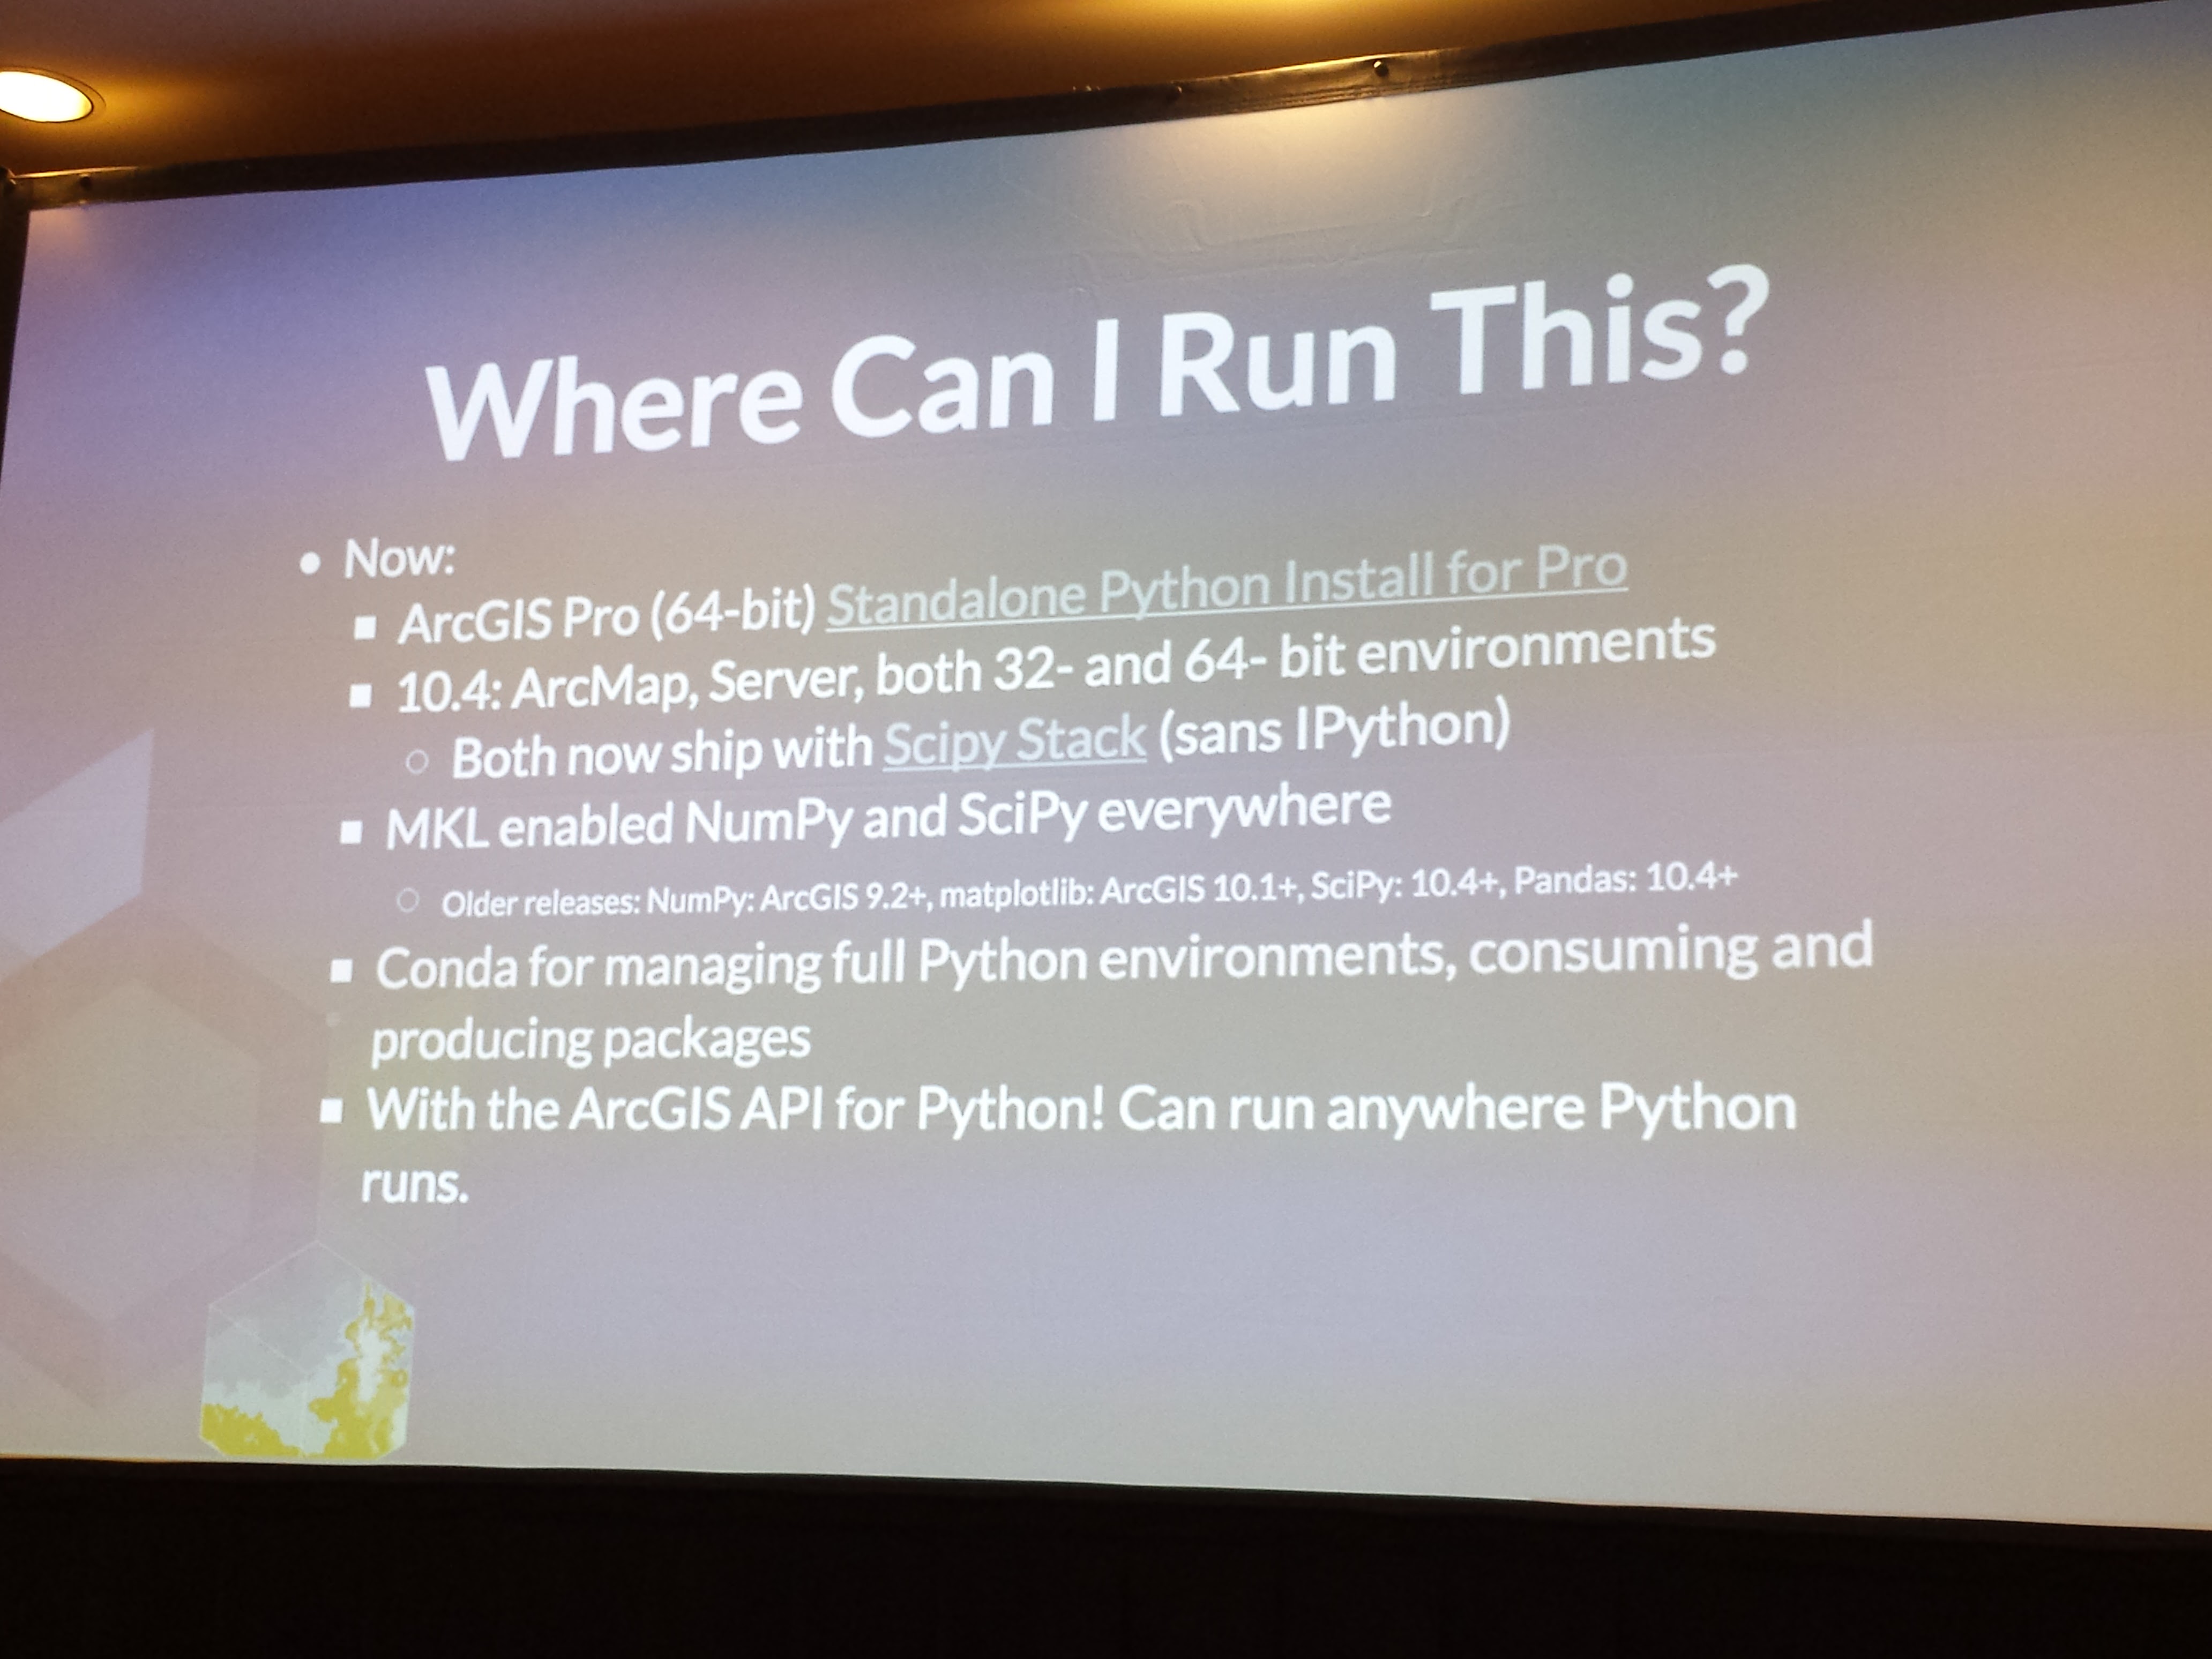 Where Can I Run This?
Now:
ArcGIS Pro (64-bit) Standalone Python Install for Pro
10.4: ArcMap, Server, both 32- and 64- bit environments
Both now ship with Scipy Stack (sans IPython)
MKL enabled NumPy and SciPy everywhere
Older releases: NumPy: ArcGIS 9.2+, matplotlib: ArcGIS 10.1+, SciPy: 10.4+, Pandas: 10.4+
Conda for managing full Python environments, consuming and
producing packages
With the ArcGIS API for Python! Can run anywhere Python
runs.